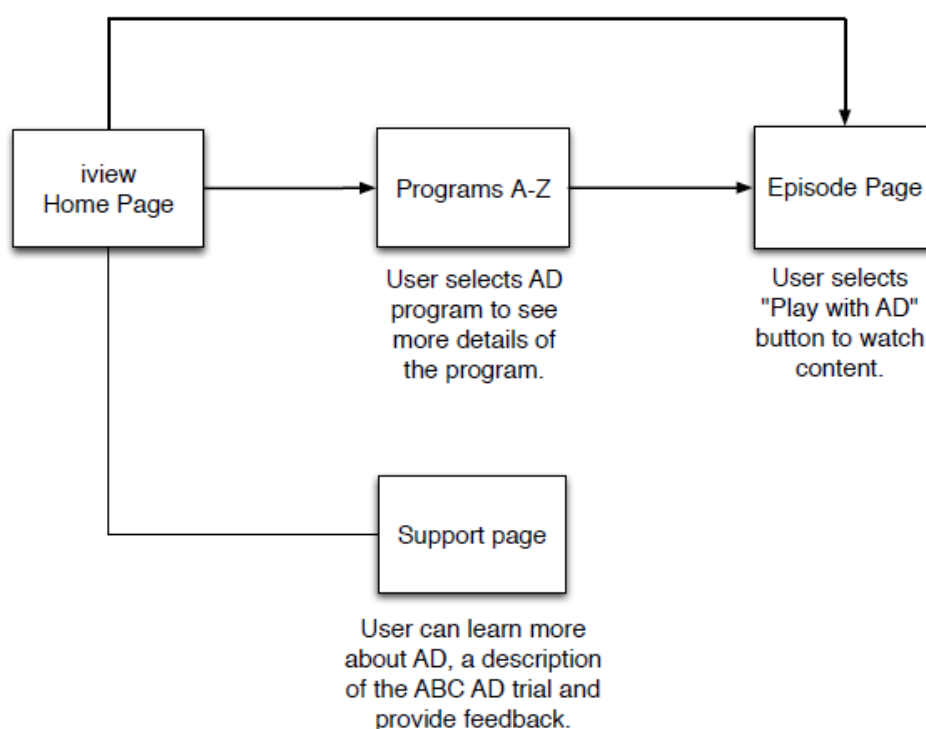 iview
Home Page
Programs A-Z
Episode Page
User selects AD
program to see
more details of
the program.
User selects
"Play with AD"
button to watch
content.
Support page
User can learn more
about AD, a description
of the ABC AD trial and
provide feedback.